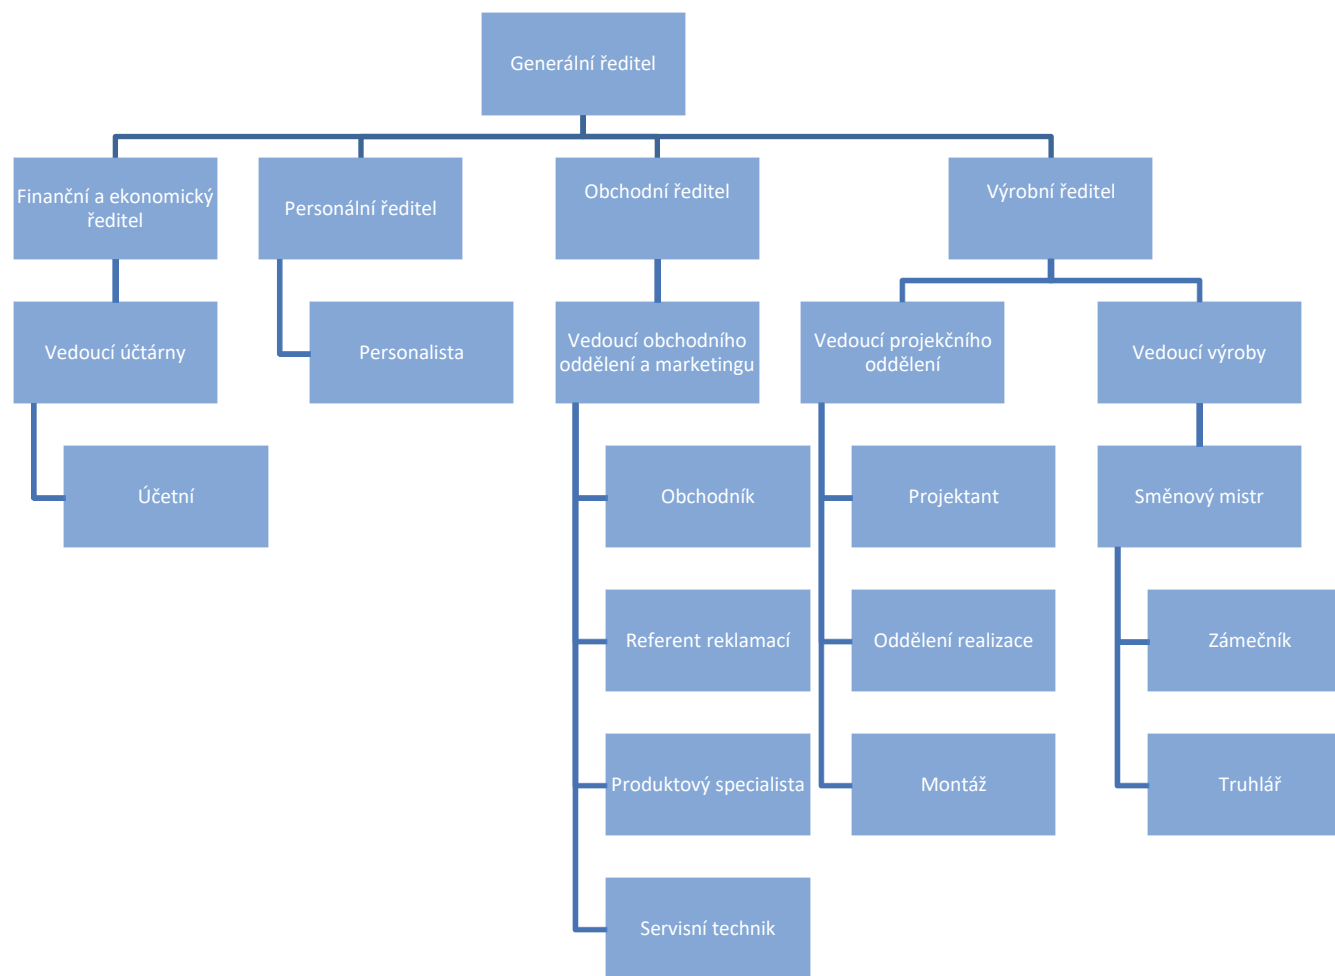 Generální ředitel
Finanční a ekonomický
ředitel
Personální ředitel
Obchodní ředitel
Výrobní ředitel
Vedoucí účtárny
Personalista
Vedoucí obchodního
oddělení a marketingu
Vedoucí projekčního
oddělení
Vedoucí výroby
Účetní
Obchodník
Projektant
Směnový mistr
Referent reklamací
Oddělení realizace
Zámečník
Produktový specialista
Montáž
Truhlář
Servisní technik